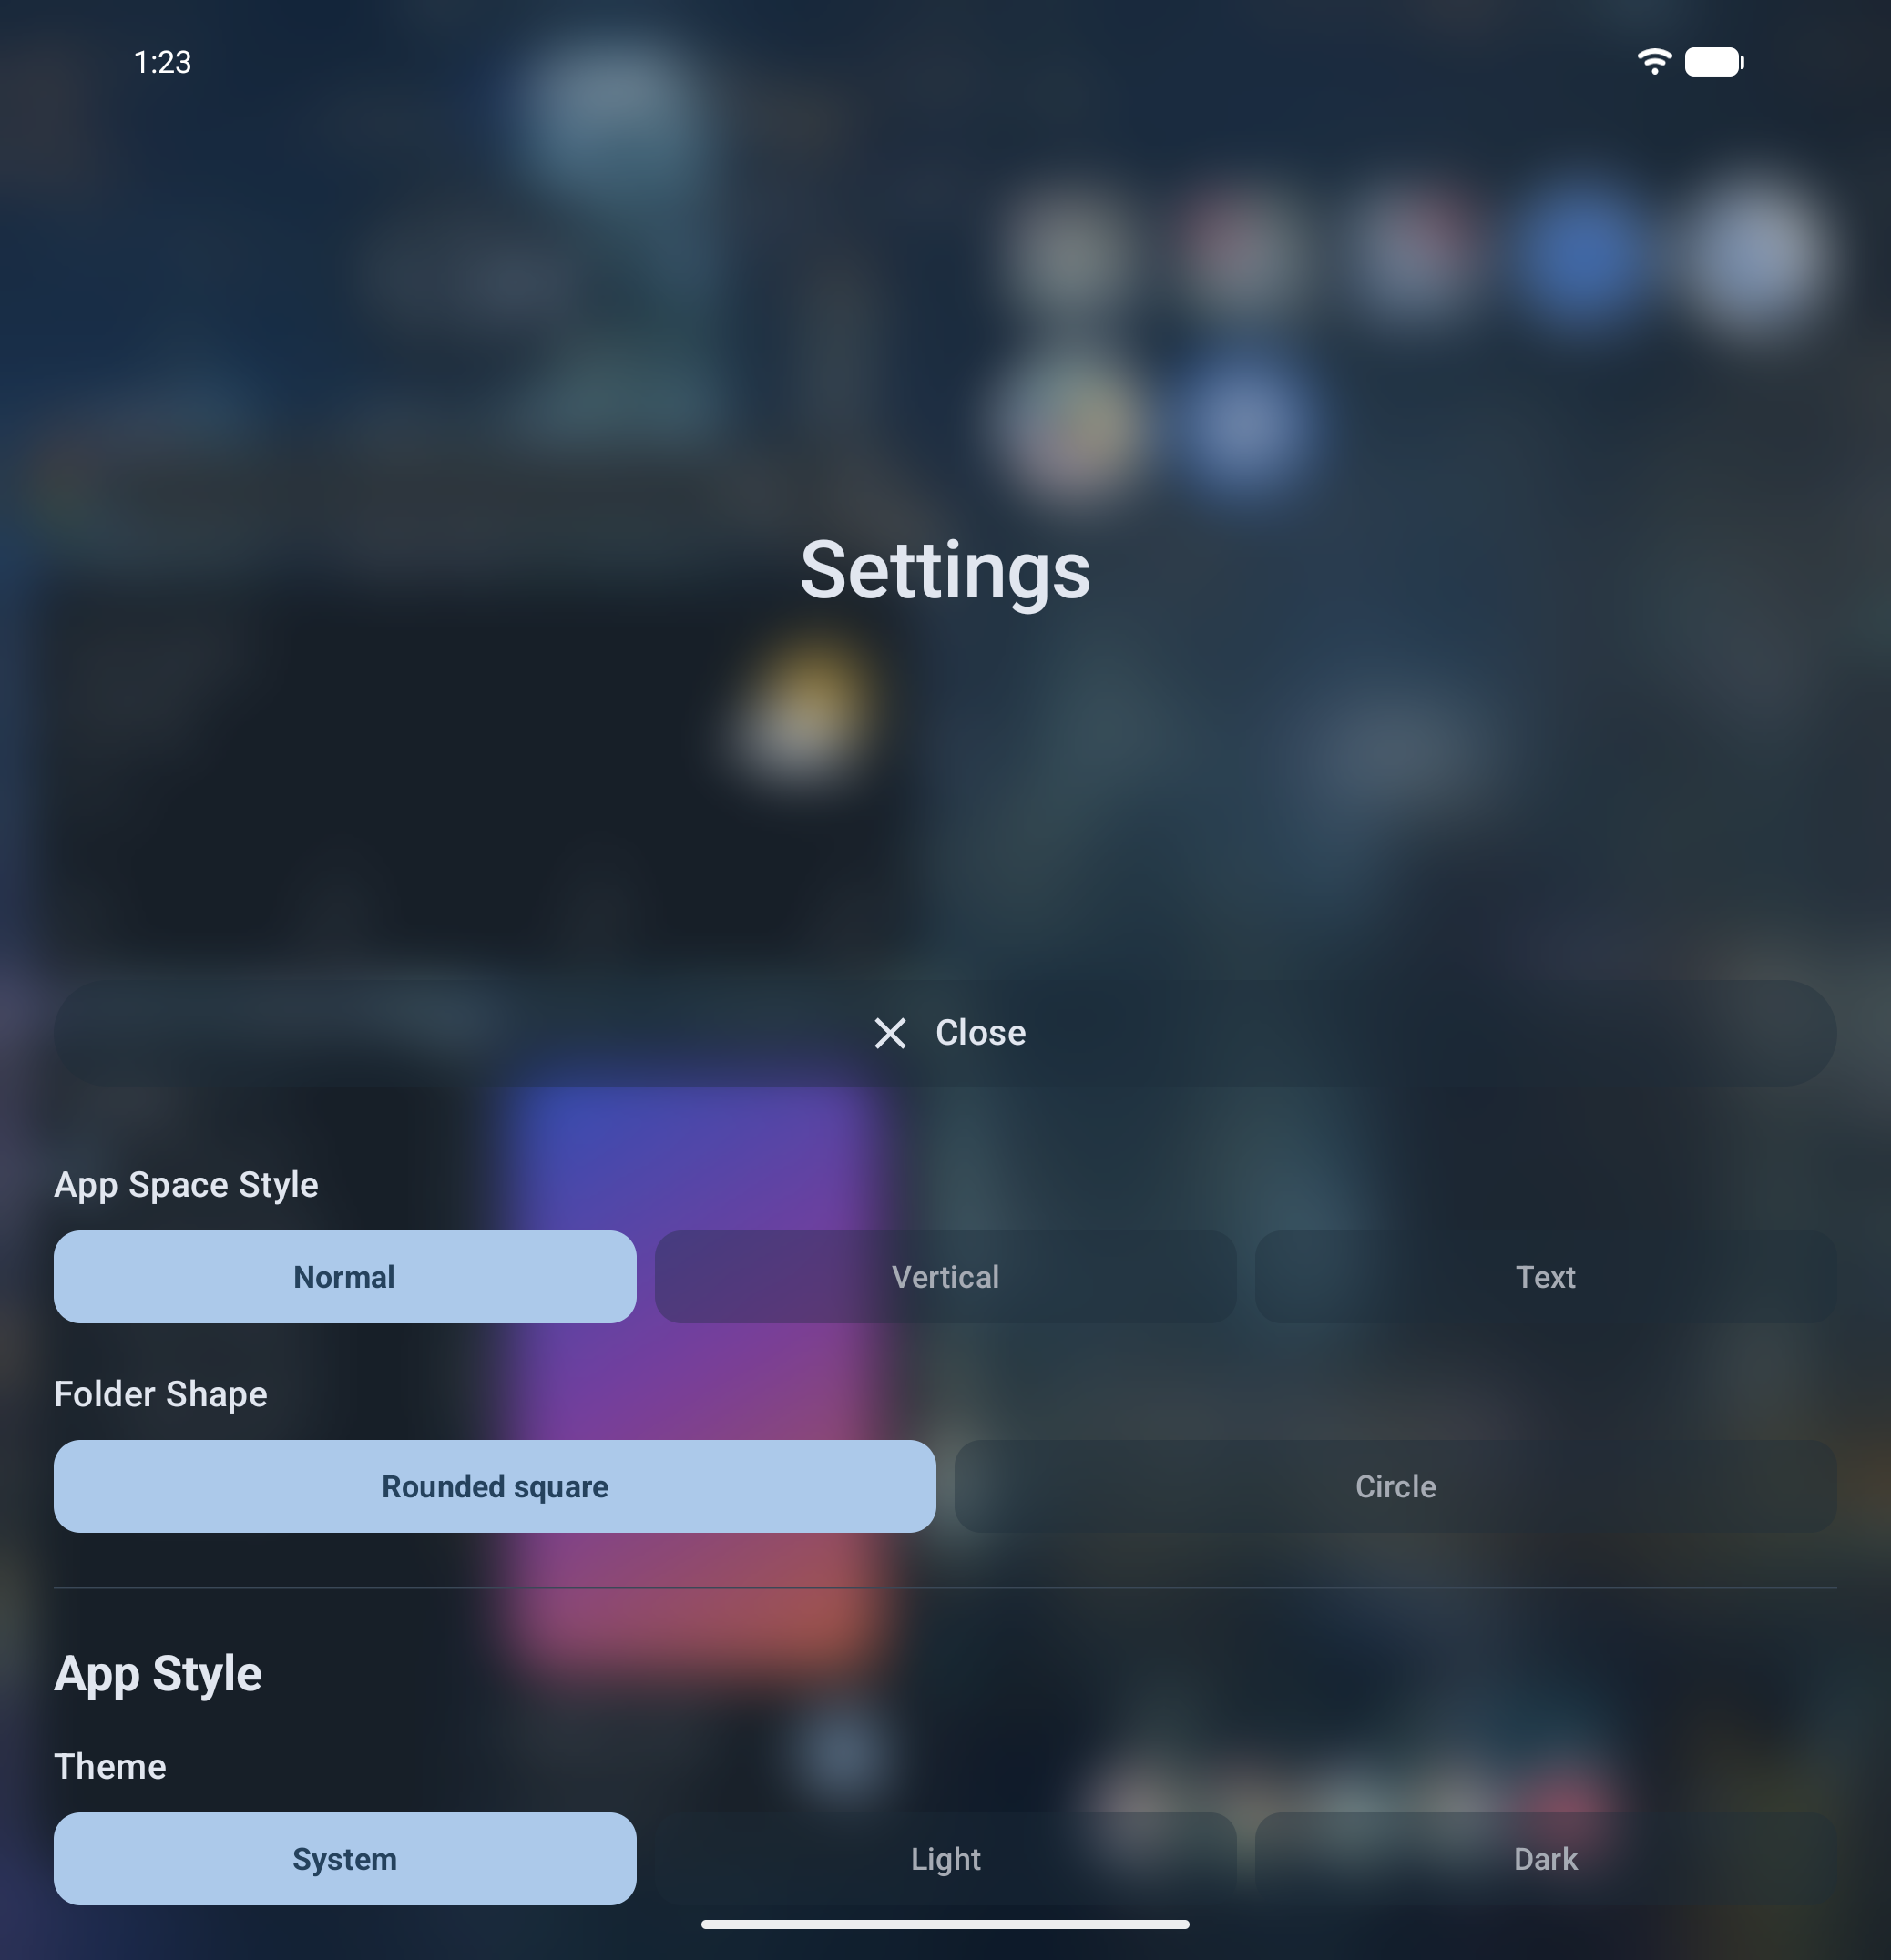 1:23
Settings
Close
App Space Style
Normal
Vertical
Text
Folder Shape
Rounded square
Circle
App Style
Theme
System
Light
Dark